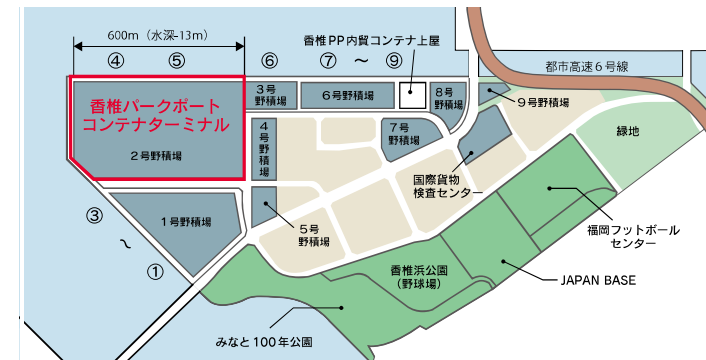 600m（水深-13m）
④
⑤
⑥
⑦
～
⑨
香椎PP内貿コンテナ上屋
都市高速6号線
香椎パークポート
コンテナターミナル
2号野積場
3号
野積場
6号野積場
8号
野積場
9号野積場
4号野積場
7号
野積場
緑地
国際貨物
検査センター
1号野積場
5号
野積場
③
～
①
福岡フットボール
センター
香椎浜公園
（野球場）
JAPAN BASE
みなと100年公園